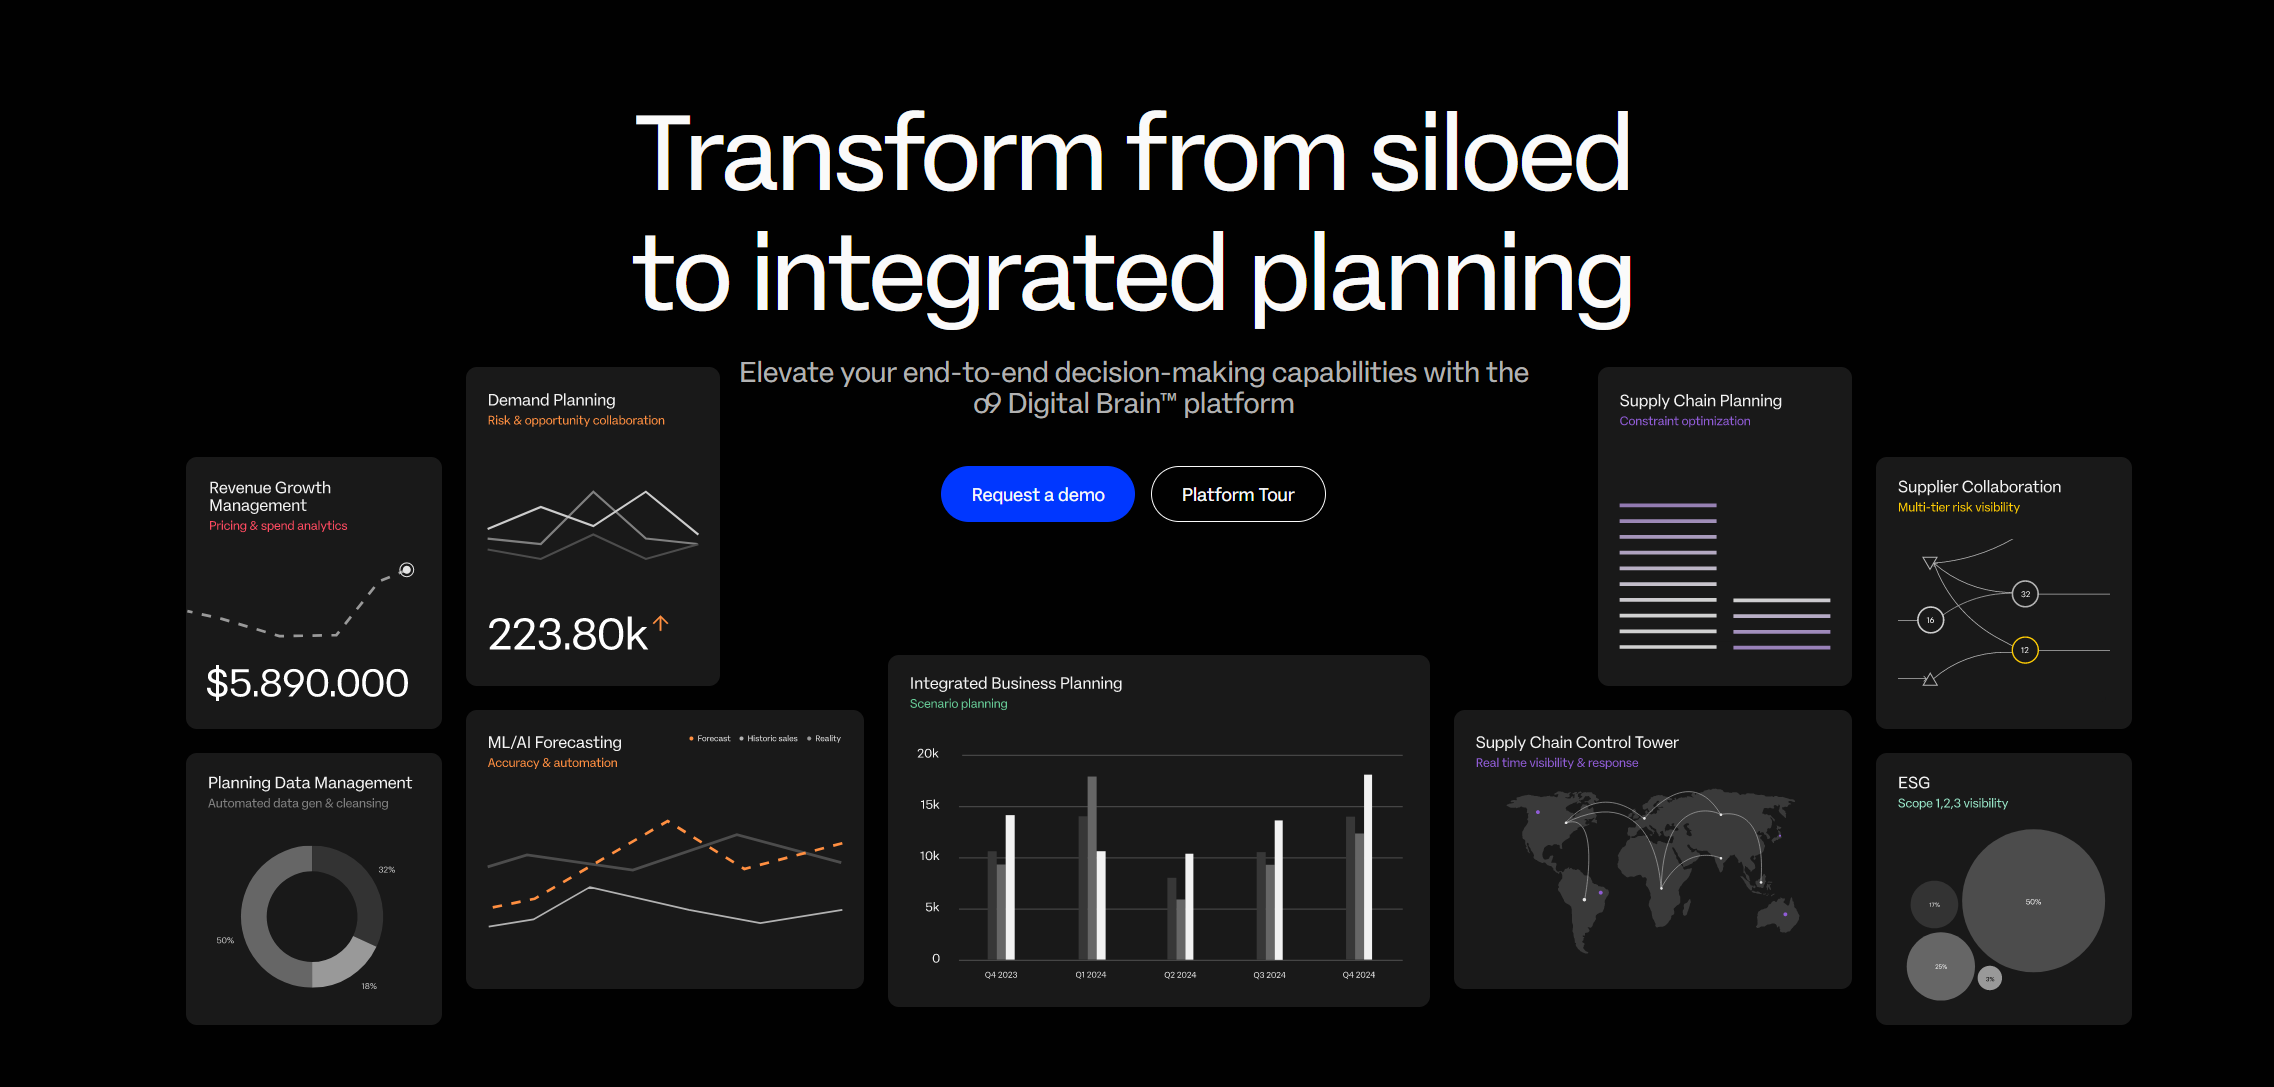 Transform from siloed
to integrated planning
Elevate your end-to-end decision-making capabilities with the
o9 Digital Brain™ platform
Request a demo
Platform Tour
Revenue Growth
Management
Pricing & spend analytics
$5.890.000
Demand Planning
Risk & opportunity collaboration
223.80k
Planning Data Management
Automated data gen & cleansing
32%
50%
18%
ML/AI Forecasting
Accuracy & automation
Forecast
Historic sales
Reality
Integrated Business Planning
Scenario planning
20k
15k
10k
5k
0
Q4 2023
Q1 2024
Q2 2024
Q3 2024
Q4 2024
Supply Chain Planning
Constraint optimization
Supply Chain Control Tower
Real time visibility & response
Supplier Collaboration
Multi-tier risk visibility
32
16
12
ESG
Scope 1,2,3 visibility
50%
17%
25%
3%